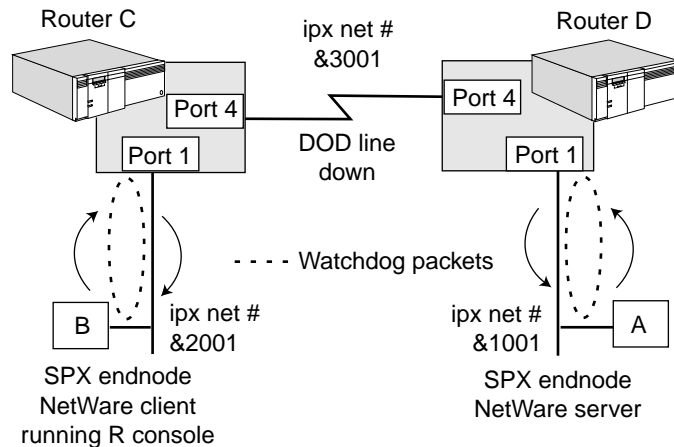 Router C
ipx net #
&3001
Router D
Port 4
Port 4
DOD line
down
Port 1
Port 1
Watchdog packets
B
ipx net #
&2001
ipx net #
&1001
A
SPX endnode
NetWare client
running R console
SPX endnode
NetWare server